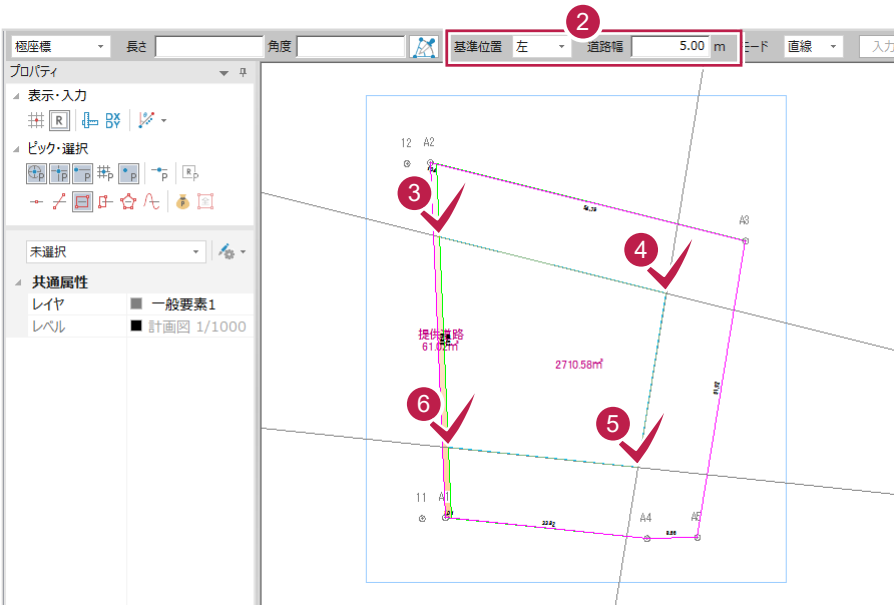 2
極座標 長さ 角度 基準位置 左 道路幅 5.00 m モード 直線 入力
プロパティ
表示・入力
R DX DY
ピック・選択
P P P P P P R P
未選択
共通属性
レイヤ 一般要素1
レベル 計画図 1/1000
12 A2
3
A3
4
提供道路
61.02㎡
2710.58㎡
6
5
11 A1
A4 A5